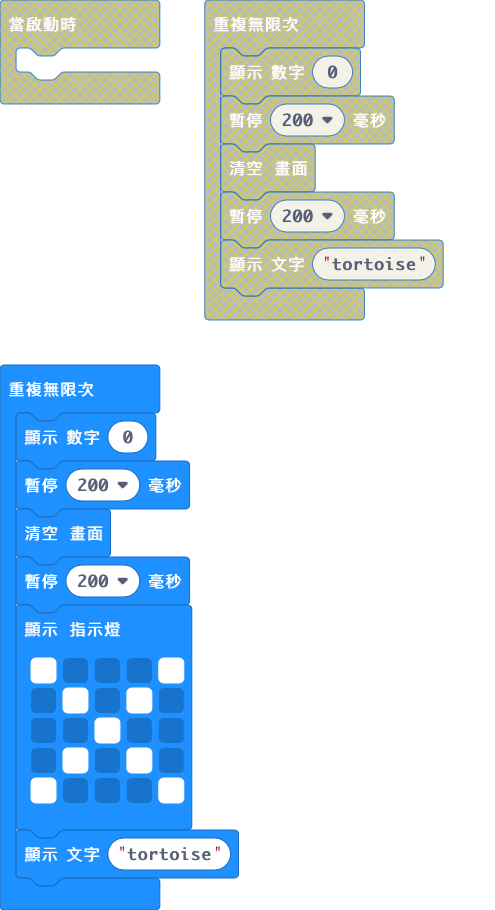 當啟動時
重複無限次
顯示 數字 0
暫停 200 毫秒
清空 畫面
暫停 200 毫秒
顯示 文字 "tortoise"
重複無限次
顯示 數字 0
暫停 200 毫秒
清空 畫面
暫停 200 毫秒
顯示 指示燈
顯示 文字 "tortoise"